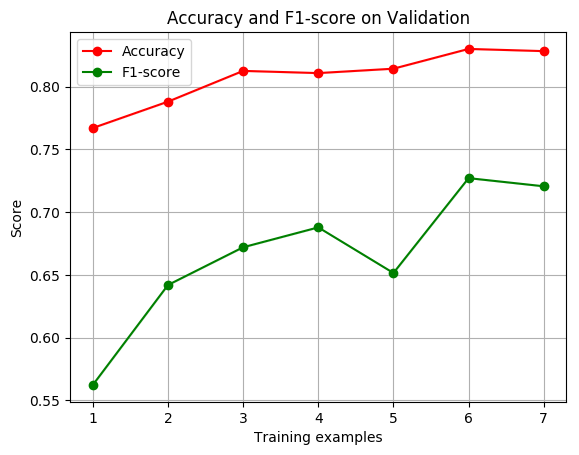 Accuracy and F1-score on Validation
Accuracy
F1-score
0.80
0.75
0.70
0.65
0.60
0.55
Score
1 2 3 4 5 6 7
Training examples